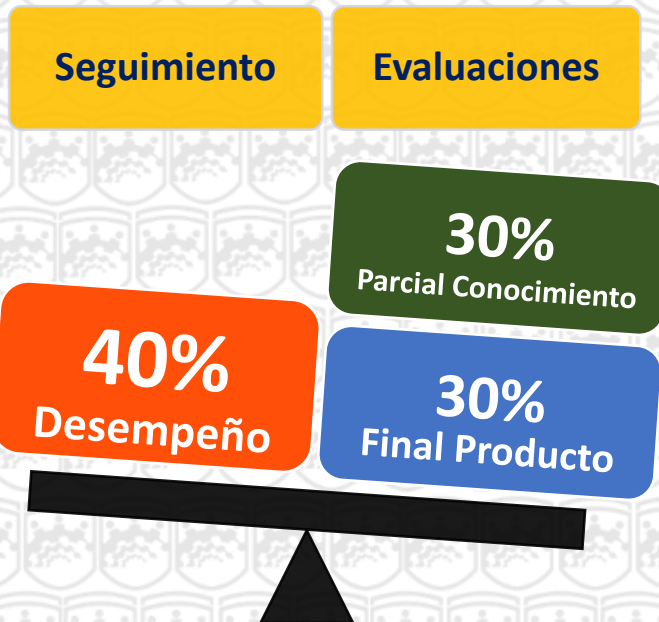 Seguimiento
Evaluaciones
30%
Parcial Conocimiento
40%
Desempeño
30%
Final Producto